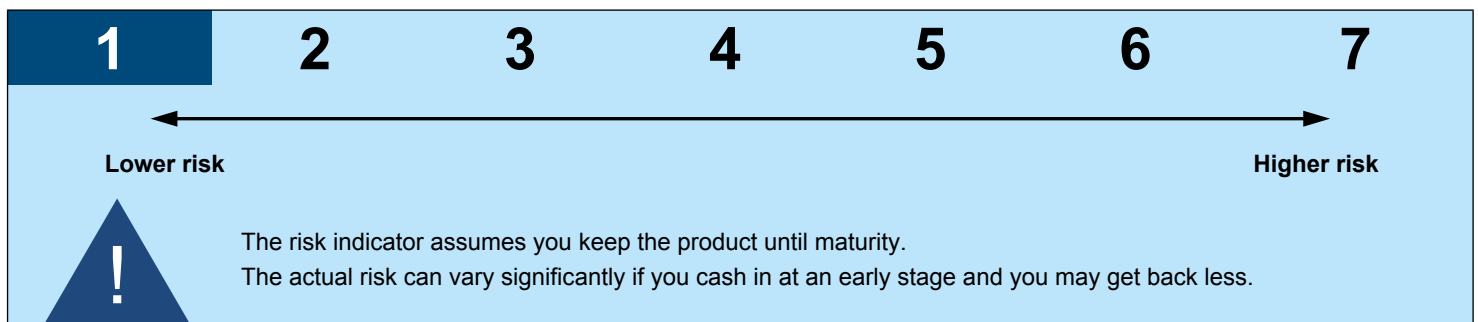 1 2 3 4 5 6 7
Lower risk Higher risk
!
The risk indicator assumes you keep the product until maturity.
The actual risk can vary significantly if you cash in at an early stage and you may get back less.